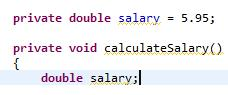 private double salary = 5.95;
private void calculateSalary()
{
double salary;